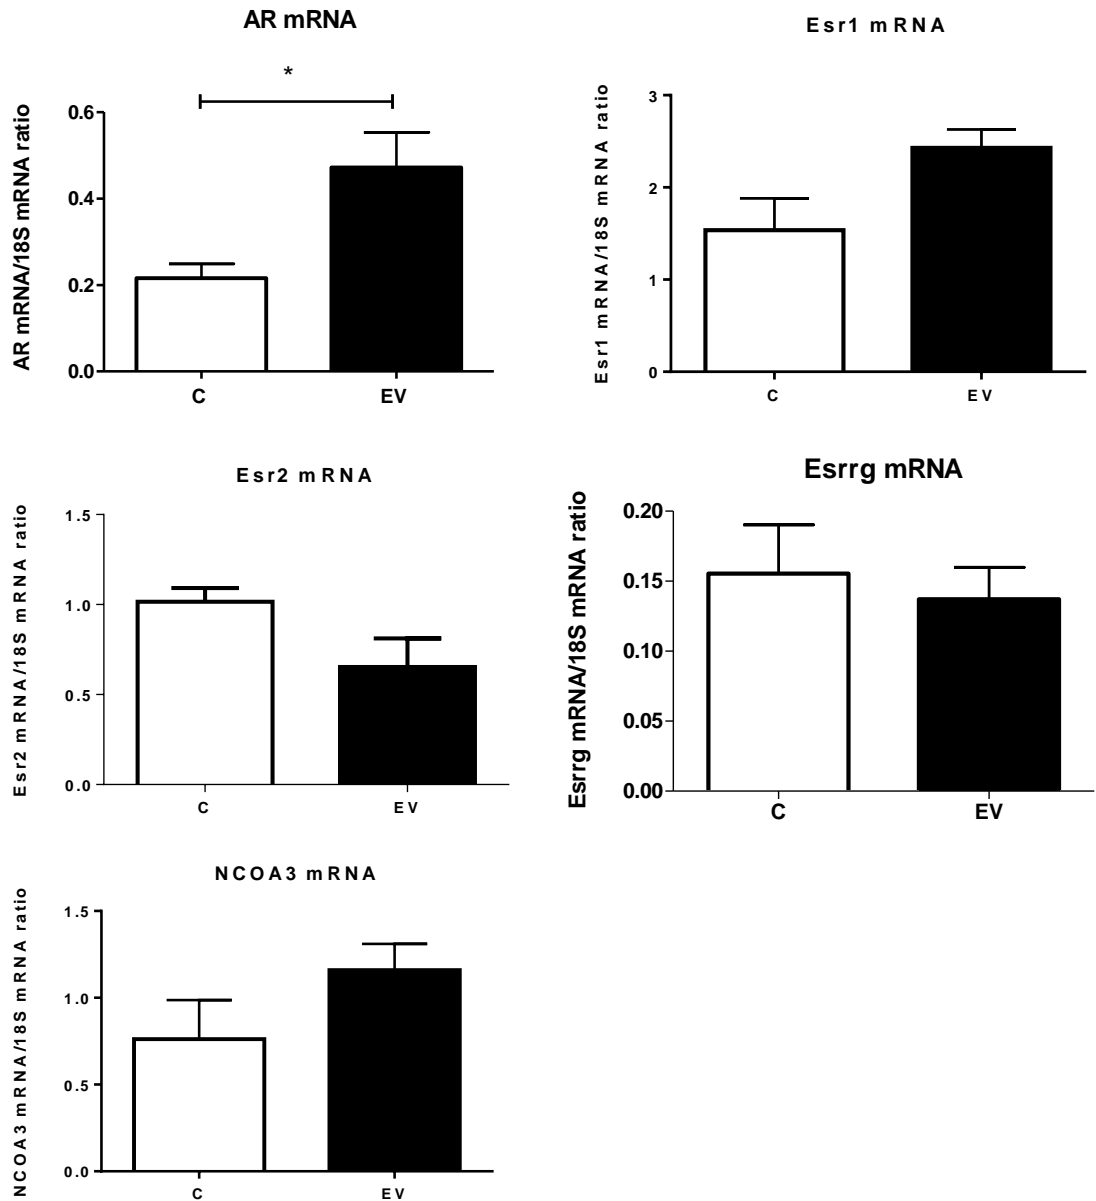 AR mRNA
*
AR mRNA/18S mRNA ratio
0.6
0.4
0.2
0.0
C EV
Esr1 mRNA
Esr1 mRNA/18S mRNA ratio
3
2
1
0
C EV
Esr2 mRNA
Esr2 mRNA/18S mRNA ratio
1.5
1.0
0.5
0.0
C EV
Esrrg mRNA
Esrrg mRNA/18S mRNA ratio
0.20
0.15
0.10
0.05
0.00
C EV
NCOA3 mRNA
NCOA3 mRNA/18S mRNA ratio
1.5
1.0
0.5
0.0
C EV